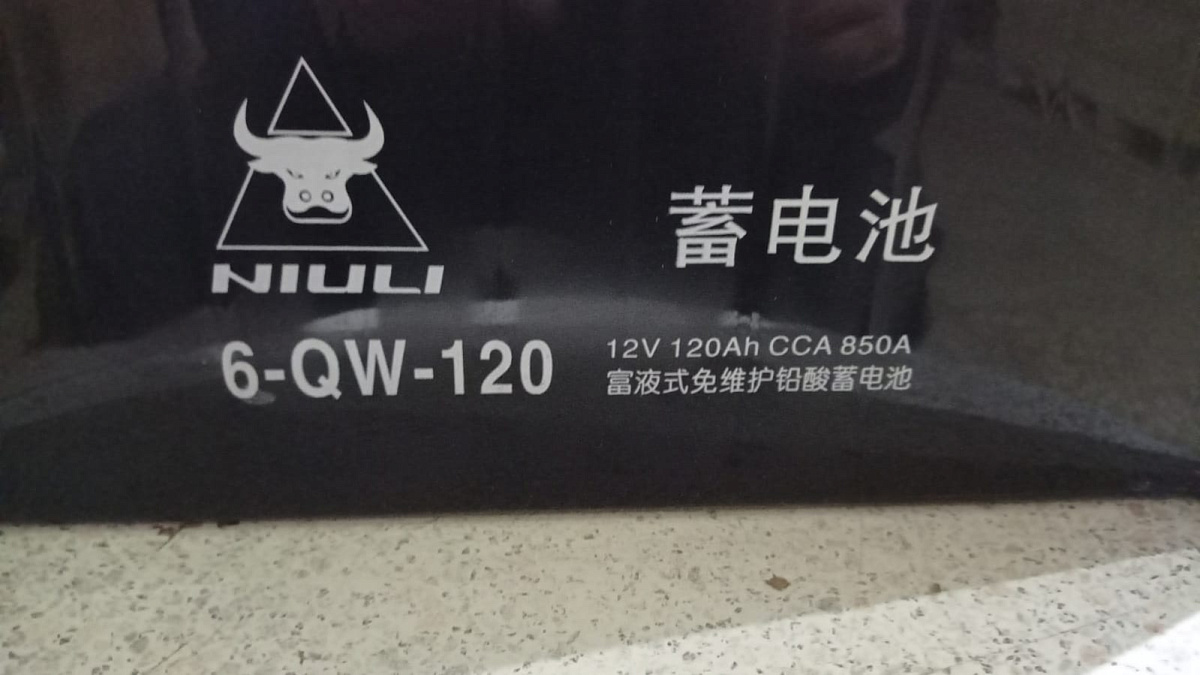 NIULI
蓄电池
6-QW-120
12V 120Ah CCA 850A
富液式免维护铅酸蓄电池